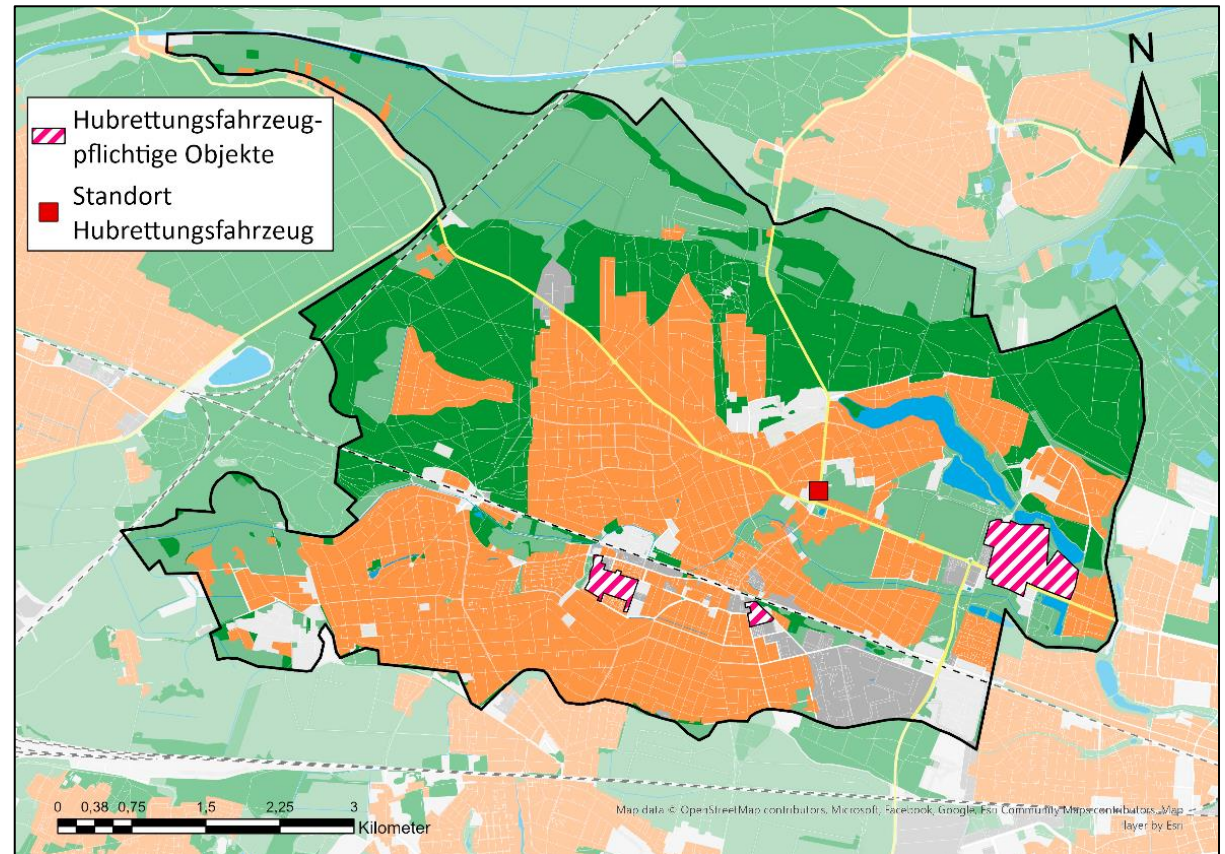 N
Hubrettungsfahrzeug-
pflichtige Objekte
Standort
Hubrettungsfahrzeug
0 0,38 0,75 1,5 2,25 3
Kilometer
Map data © OpenStreetMap contributors, Microsoft, Facebook, Google, Esri Community Maps contributors, Map
layer by Esri